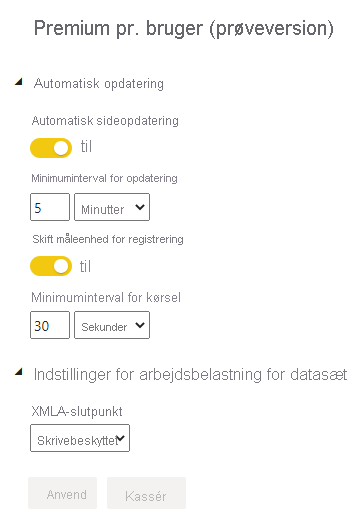 Premium pr. bruger (prøveversion)
Automatisk opdatering
Automatisk sideopdatering
til
Minimuminterval for opdatering
5 Minutter
Skift måleenhed for registrering
til
Minimuminterval for kørsel
30 Sekunder
Indstillinger for arbejdsbelastning for datasæt
XMLA-slutpunkt
Skrivebeskyttet
Anvend Kassér